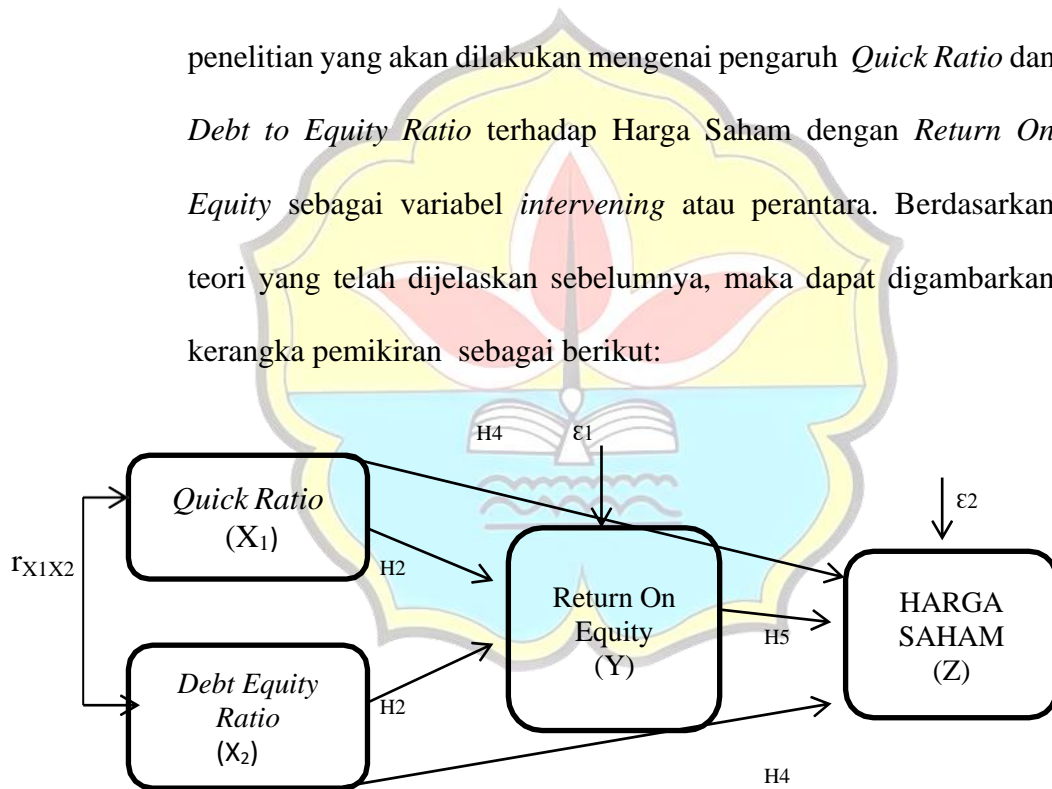 penelitian yang akan dilakukan mengenai pengaruh Quick Ratio dan
Debt to Equity Ratio terhadap Harga Saham dengan Return On
Equity sebagai variabel intervening atau perantara. Berdasarkan
teori yang telah dijelaskan sebelumnya, maka dapat digambarkan
kerangka pemikiran sebagai berikut:
H4
ε1
Quick Ratio
(X₁)
ε2
rX1X2
H2
Return On
Equity
(Y)
H5
HARGA
SAHAM
(Z)
Debt Equity
Ratio
(X₂)
H2
H4